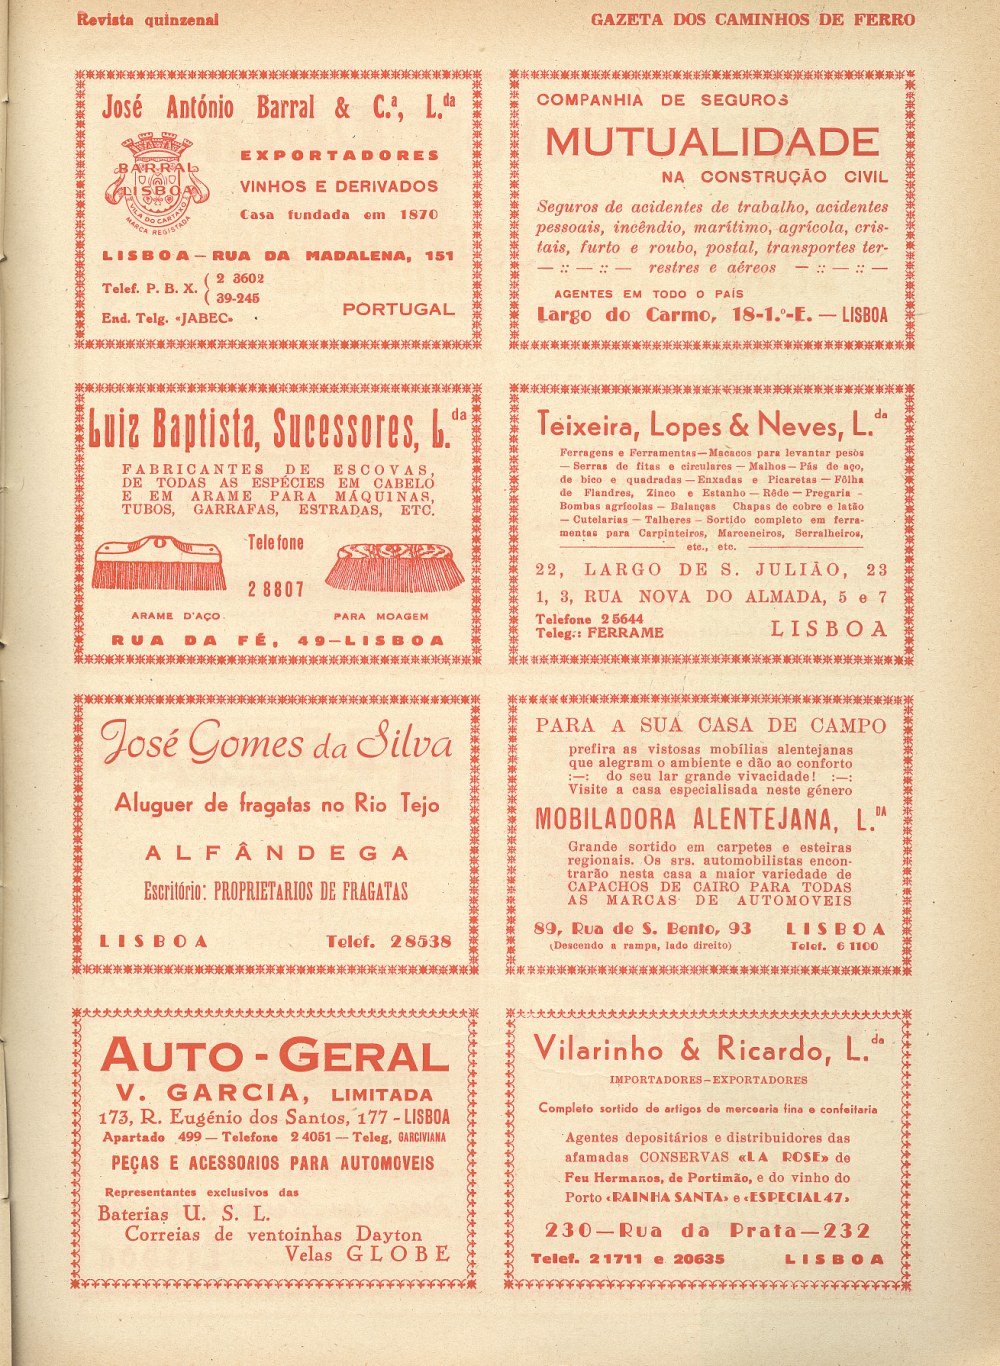 Revista quinzenal
GAZETA DOS CAMINHOS DE FERRO
José António Barral & C.ª, L.da
BARRAL
LISBOA
VILA DO CARTAXO
MARCA REGISTADA
EXPORTADORES
VINHOS E DERIVADOS
Casa fundada em 1870
LISBOA — RUA DA MADALENA, 151
Telef. P. B. X. { 2 3602
39-245
End. Telg. «JABEC»
PORTUGAL
COMPANHIA DE SEGUROS
MUTUALIDADE
NA CONSTRUÇÃO CIVIL
Seguros de acidentes de trabalho, acidentes
pessoais, incêndio, marítimo, agrícola, cris-
tais, furto e roubo, postal, transportes ter-
— :: — :: — restres e aéreos — :: — :: —
AGENTES EM TODO O PAÍS
Largo do Carmo, 18-1.º-E. — LISBOA
Luiz Baptista, Sucessores, L.da
FABRICANTES DE ESCOVAS,
DE TODAS AS ESPÉCIES EM CABELO
E EM ARAME PARA MÁQUINAS,
TUBOS, GARRAFAS, ESTRADAS, ETC.
Telefone
2 8807
ARAME D'AÇO
PARA MOAGEM
RUA DA FÉ, 49 — LISBOA
Teixeira, Lopes & Neves, L.da
Ferragens e Ferramentas — Macacos para levantar pesos
— Serras de fitas e circulares — Malhos — Pás de aço,
de bico e quadradas — Enxadas e Picaretas — Fôlha
de Flandres, Zinco e Estanho — Rêde — Pregaria -
Bombas agrícolas — Balanças Chapas de cobre e latão
— Cutelarias — Talheres — Sortido completo em ferra-
mentas para Carpinteiros, Marceneiros, Serralheiros,
etc., etc.
22, LARGO DE S. JULIÃO, 23
1, 3, RUA NOVA DO ALMADA, 5 e 7
Telefone 2 5644
Teleg.: FERRAME
LISBOA
José Gomes da Silva
Aluguer de fragatas no Rio Tejo
ALFÂNDEGA
Escritório: PROPRIETARIOS DE FRAGATAS
LISBOA
Telef. 2 8538
PARA A SUA CASA DE CAMPO
prefira as vistosas mobilias alentejanas
que alegram o ambiente e dão ao conforto
:—: do seu lar grande vivacidade! :—:
Visite a casa especialisada neste género
MOBILADORA ALENTEJANA, L.DA
Grande sortido em carpetes e esteiras
regionais. Os srs. automobilistas encon-
trarão nesta casa a maior variedade de
CAPACHOS DE CAIRO PARA TODAS
AS MARCAS DE AUTOMOVEIS
89, Rua de S. Bento, 93
LISBOA
(Descendo a rampa, lado direito)
Telef. 6 1100
AUTO-GERAL
V. GARCIA, LIMITADA
173, R. Eugénio dos Santos, 177 - LISBOA
Apartado 499 — Telefone 2 4051 — Teleg, GARCIVIANA
PEÇAS E ACESSORIOS PARA AUTOMOVEIS
Representantes exclusivos das
Baterias U. S. L.
Correias de ventoinhas Dayton
Velas GLOBE
Vilarinho & Ricardo, L.da
IMPORTADORES — EXPORTADORES
Completo sortido de artigos de mercearia fina e confeitaria
Agentes depositários e distribuidores das
afamadas CONSERVAS «LA ROSE» de
Feu Hermanos, de Portimão, e do vinho do
Porto «RAINHA SANTA» e «ESPECIAL 47»
230 — Rua da Prata — 232
Telef. 2 1711 e 20635
LISBOA